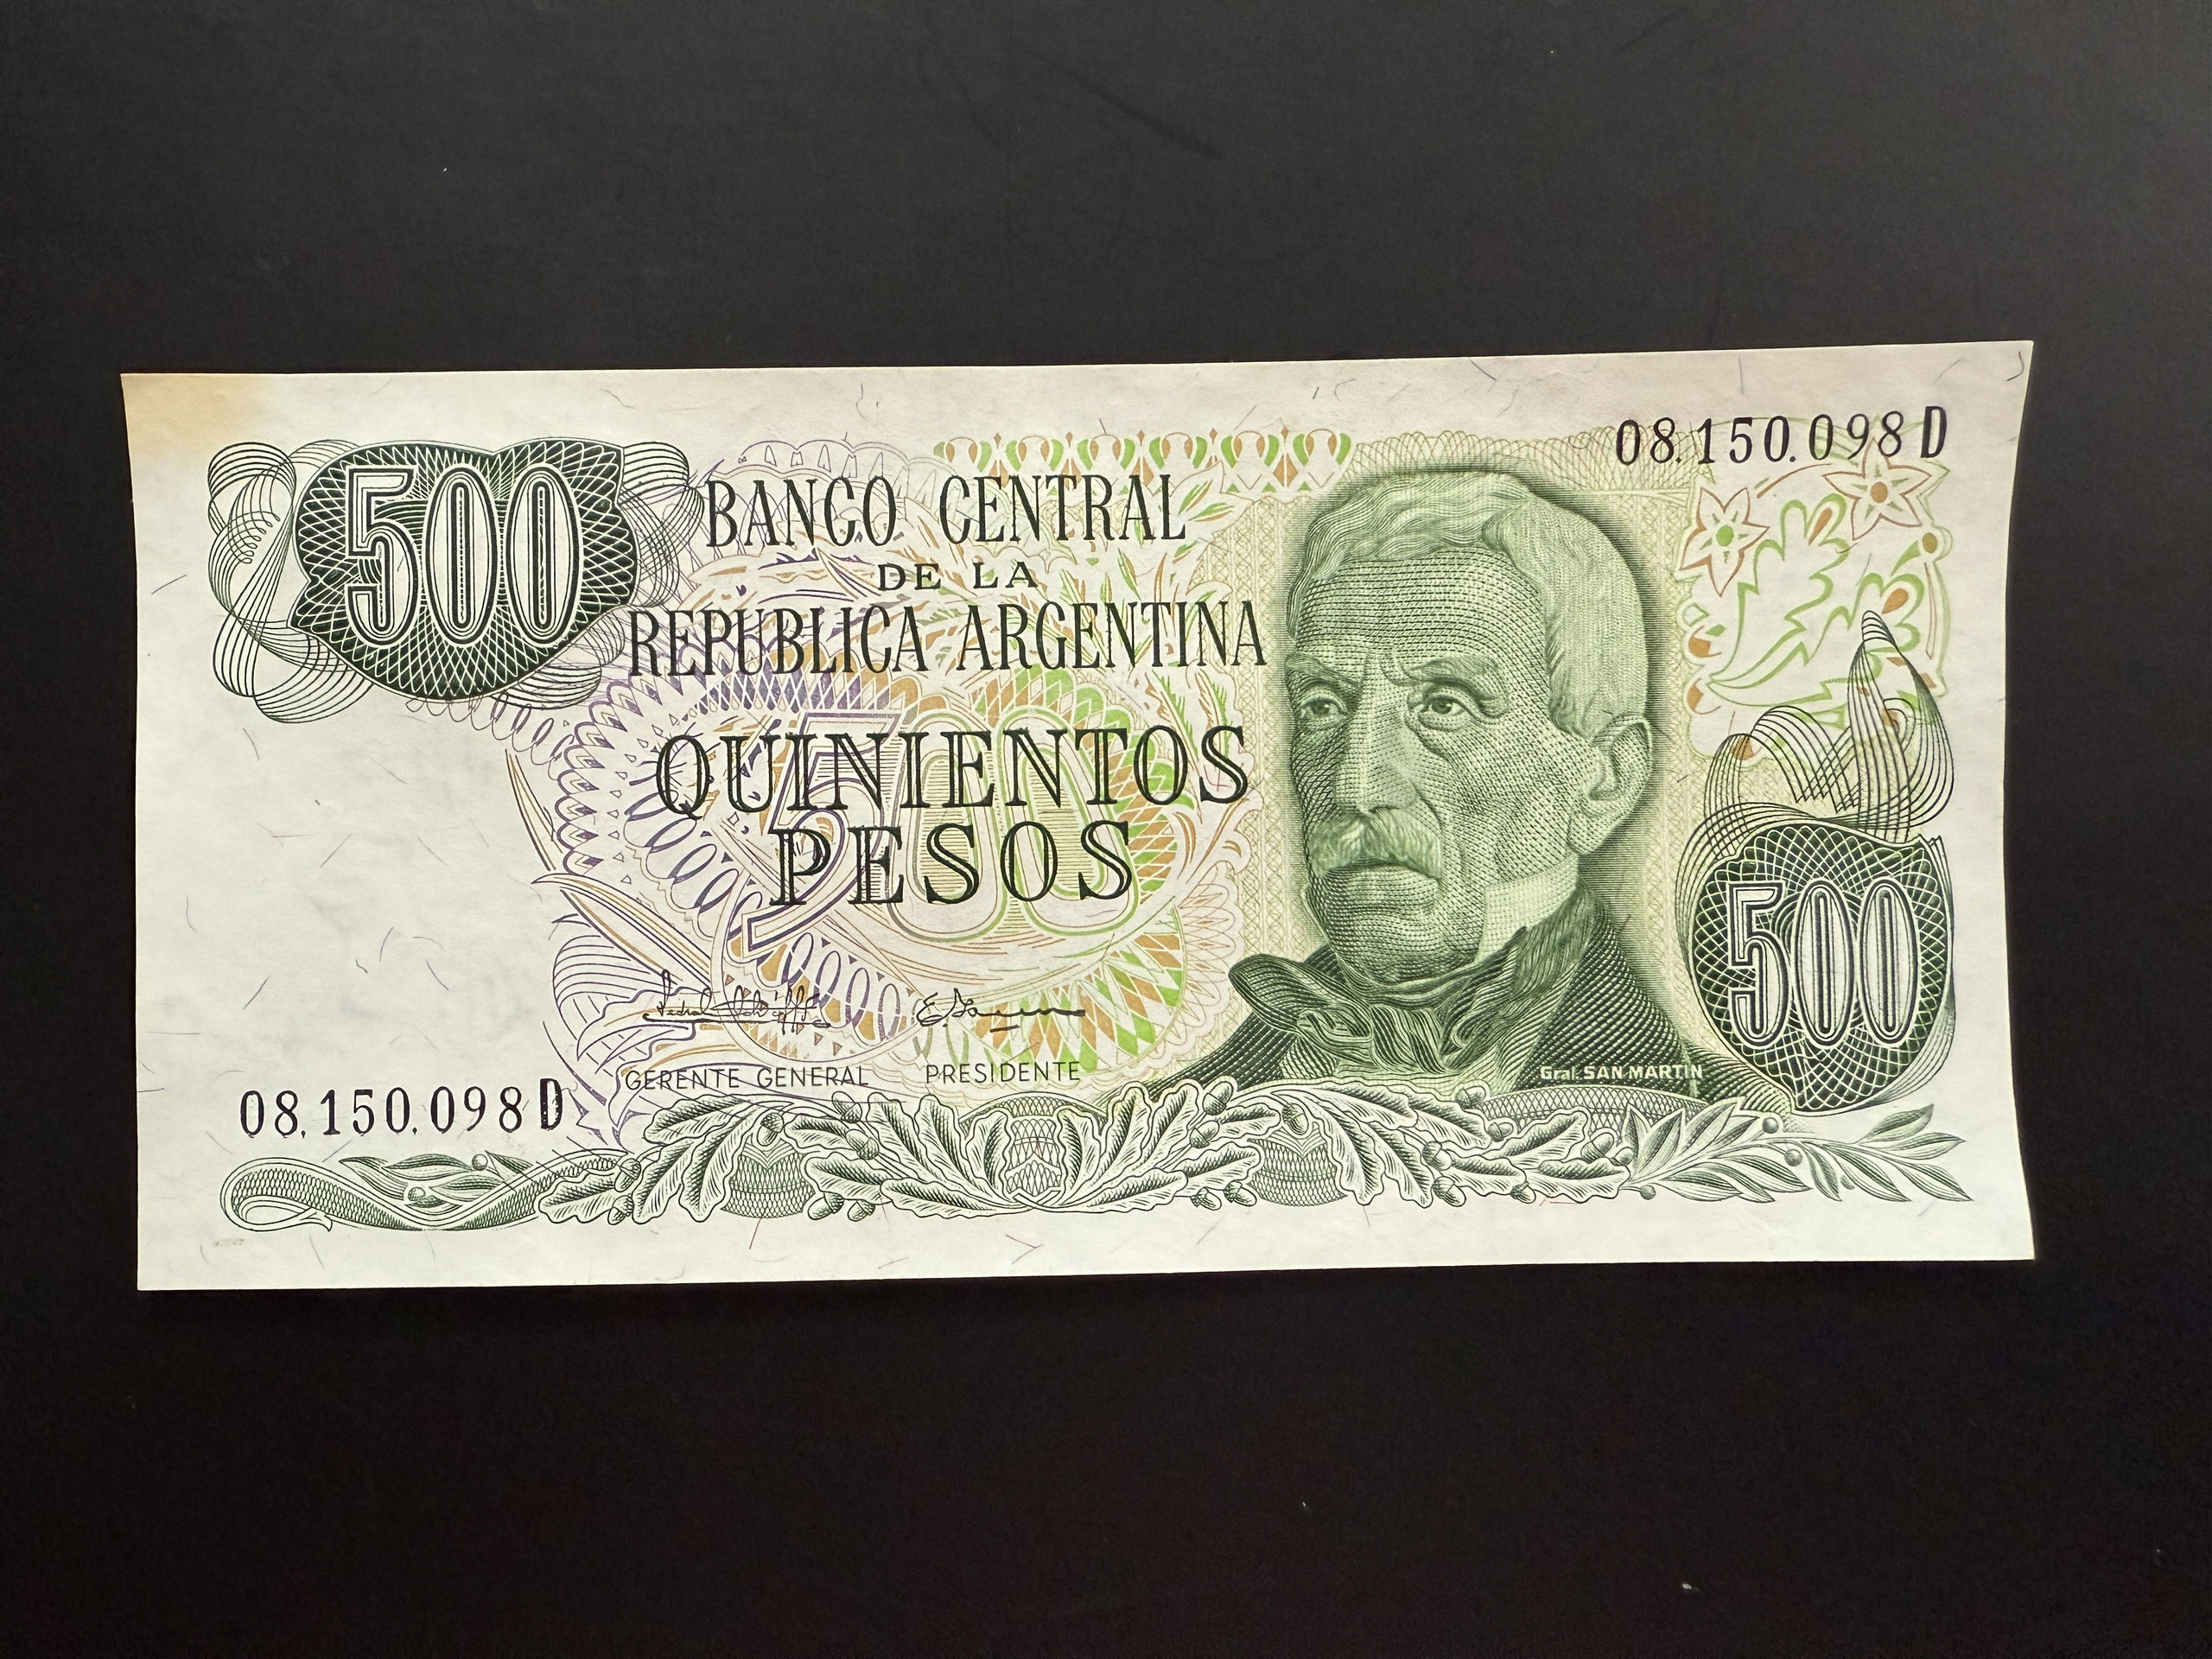 08.150.098 D
500
BANCO CENTRAL
DE LA
REPUBLICA ARGENTINA
500
QUINIENTOS
PESOS
500
GERENTE GENERAL
PRESIDENTE
Gral. SAN MARTIN
08.150.098 D